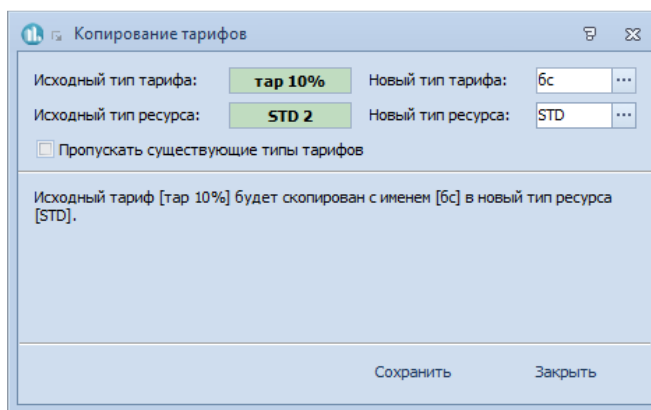 Копирование тарифов
Исходный тип тарифа: тар 10% Новый тип тарифа: бс ...
Исходный тип ресурса: STD 2 Новый тип ресурса: STD ...
Пропускать существующие типы тарифов
Исходный тариф [тар 10%] будет скопирован с именем [бс] в новый тип ресурса
[STD].
Сохранить Закрыть